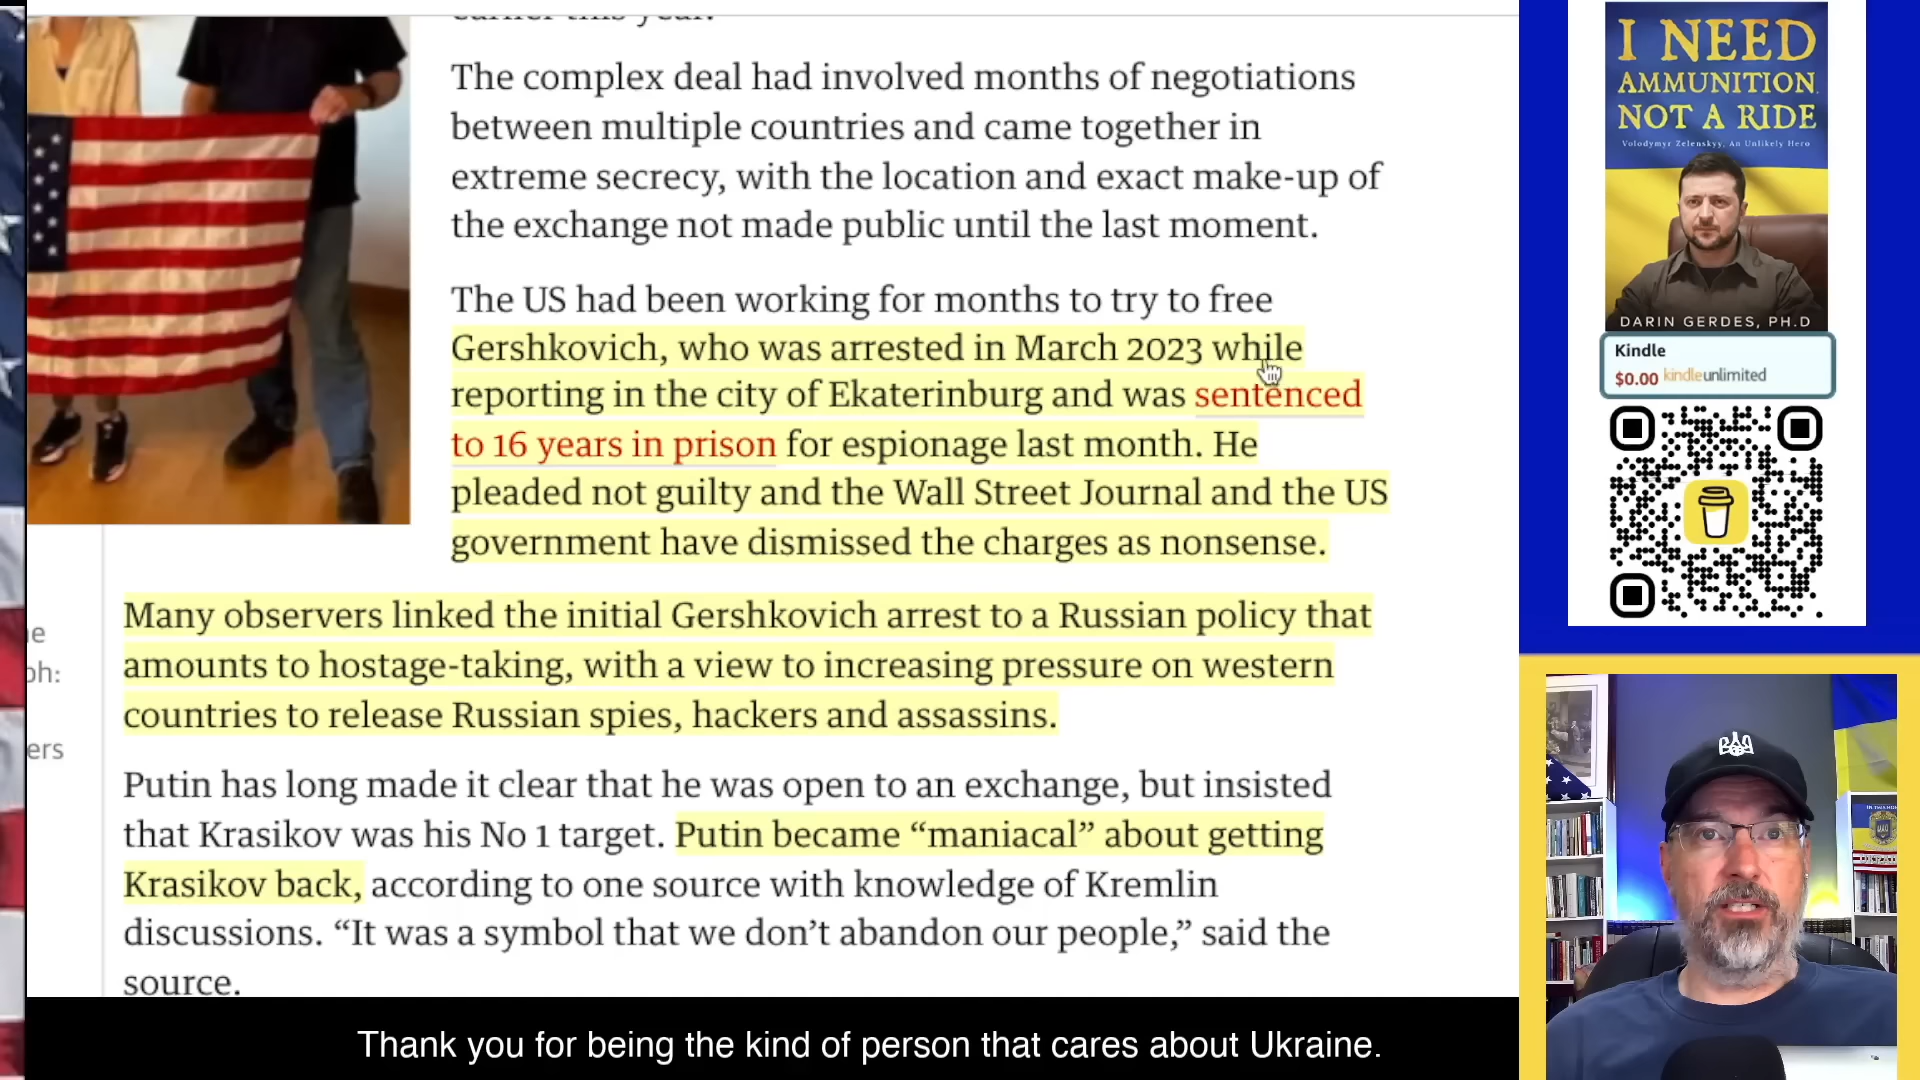 earlier this year.
The complex deal had involved months of negotiations
between multiple countries and came together in
extreme secrecy, with the location and exact make-up of
the exchange not made public until the last moment.
The US had been working for months to try to free
Gershkovich, who was arrested in March 2023 while
reporting in the city of Ekaterinburg and was sentenced
to 16 years in prison for espionage last month. He
pleaded not guilty and the Wall Street Journal and the US
government have dismissed the charges as nonsense.
Many observers linked the initial Gershkovich arrest to a Russian policy that
amounts to hostage-taking, with a view to increasing pressure on western
countries to release Russian spies, hackers and assassins.
Putin has long made it clear that he was open to an exchange, but insisted
that Krasikov was his No 1 target. Putin became “maniacal” about getting
Krasikov back, according to one source with knowledge of Kremlin
discussions. “It was a symbol that we don’t abandon our people,” said the
source.
ph:
ers
Thank you for being the kind of person that cares about Ukraine.
I NEED
AMMUNITION
NOT A RIDE
Volodymyr Zelenskyy, An Unlikely Hero
DARIN GERDES, PH.D
Kindle
$0.00 kindleunlimited